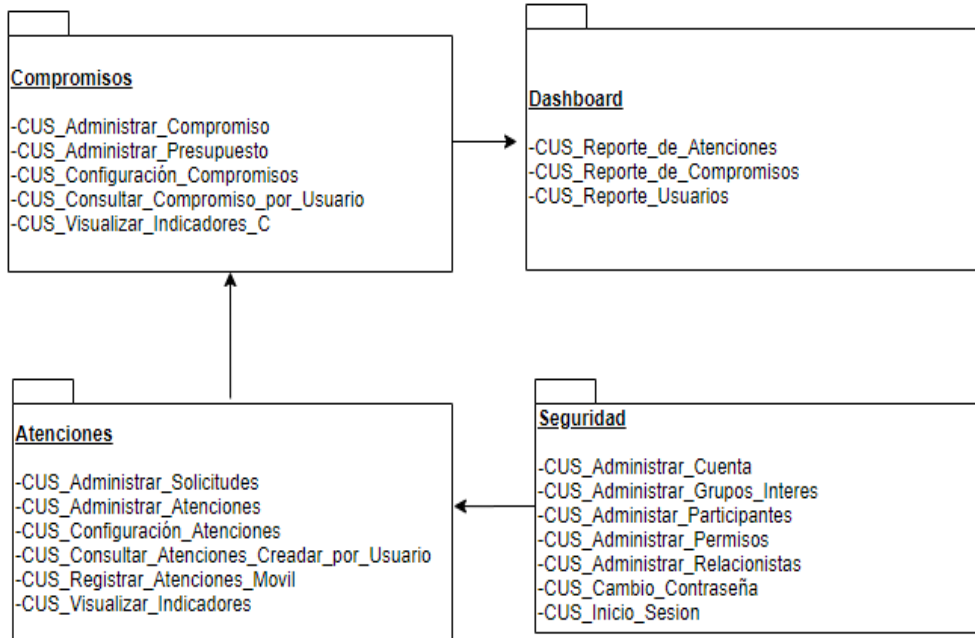 Compromisos
-CUS_Administrar_Compromiso
-CUS_Administrar_Presupuesto
-CUS_Configuración_Compromisos
-CUS_Consultar_Compromiso_por_Usuario
-CUS_Visualizar_Indicadores_C
Dashboard
-CUS_Reporte_de_Atenciones
-CUS_Reporte_de_Compromisos
-CUS_Reporte_Usuarios
Atenciones
-CUS_Administrar_Solicitudes
-CUS_Administrar_Atenciones
-CUS_Configuración_Atenciones
-CUS_Consultar_Atenciones_Creadar_por_Usuario
-CUS_Registrar_Atenciones_Movil
-CUS_Visualizar_Indicadores
Seguridad
-CUS_Administrar_Cuenta
-CUS_Administrar_Grupos_Interes
-CUS_Administar_Participantes
-CUS_Administrar_Permisos
-CUS_Administrar_Relacionistas
-CUS_Cambio_Contraseña
-CUS_Inicio_Sesion